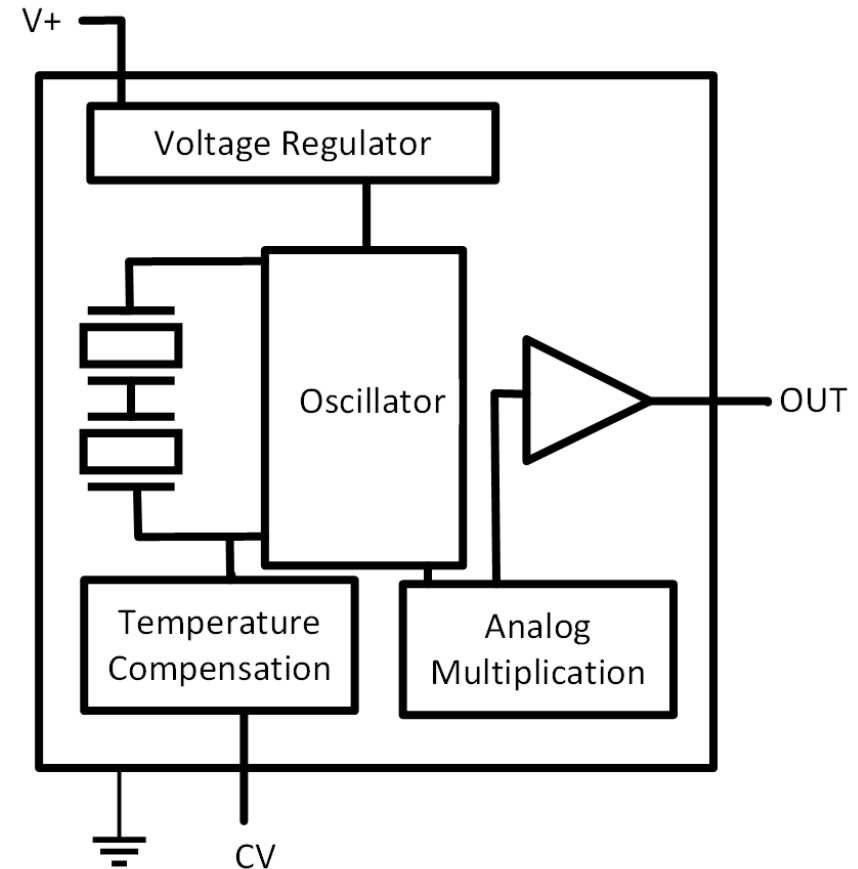 V+
Voltage Regulator
Oscillator
OUT
Temperature
Compensation
Analog
Multiplication
CV